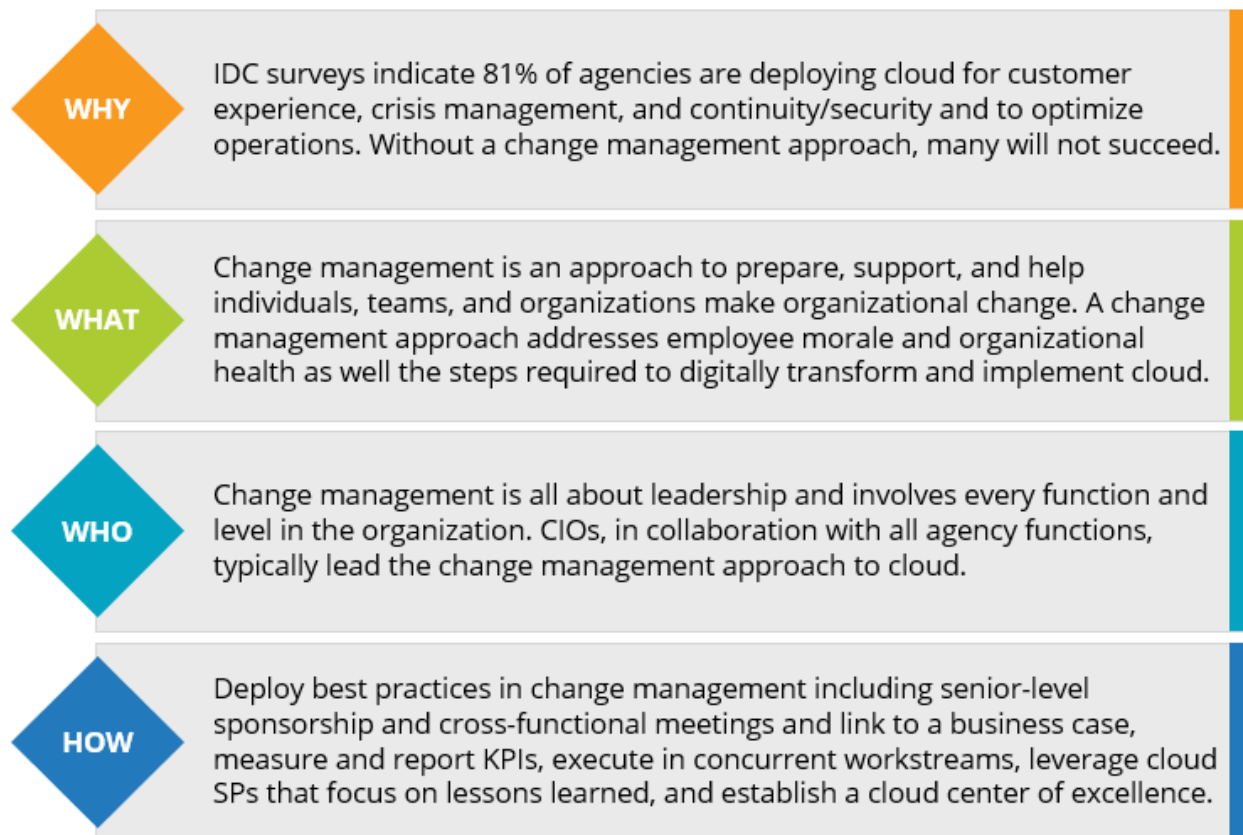 WHY
IDC surveys indicate 81% of agencies are deploying cloud for customer
experience, crisis management, and continuity/security and to optimize
operations. Without a change management approach, many will not succeed.
WHAT
Change management is an approach to prepare, support, and help
individuals, teams, and organizations make organizational change. A change
management approach addresses employee morale and organizational
health as well the steps required to digitally transform and implement cloud.
WHO
Change management is all about leadership and involves every function and
level in the organization. CIOs, in collaboration with all agency functions,
typically lead the change management approach to cloud.
HOW
Deploy best practices in change management including senior-level
sponsorship and cross-functional meetings and link to a business case,
measure and report KPIs, execute in concurrent workstreams, leverage cloud
SPs that focus on lessons learned, and establish a cloud center of excellence.